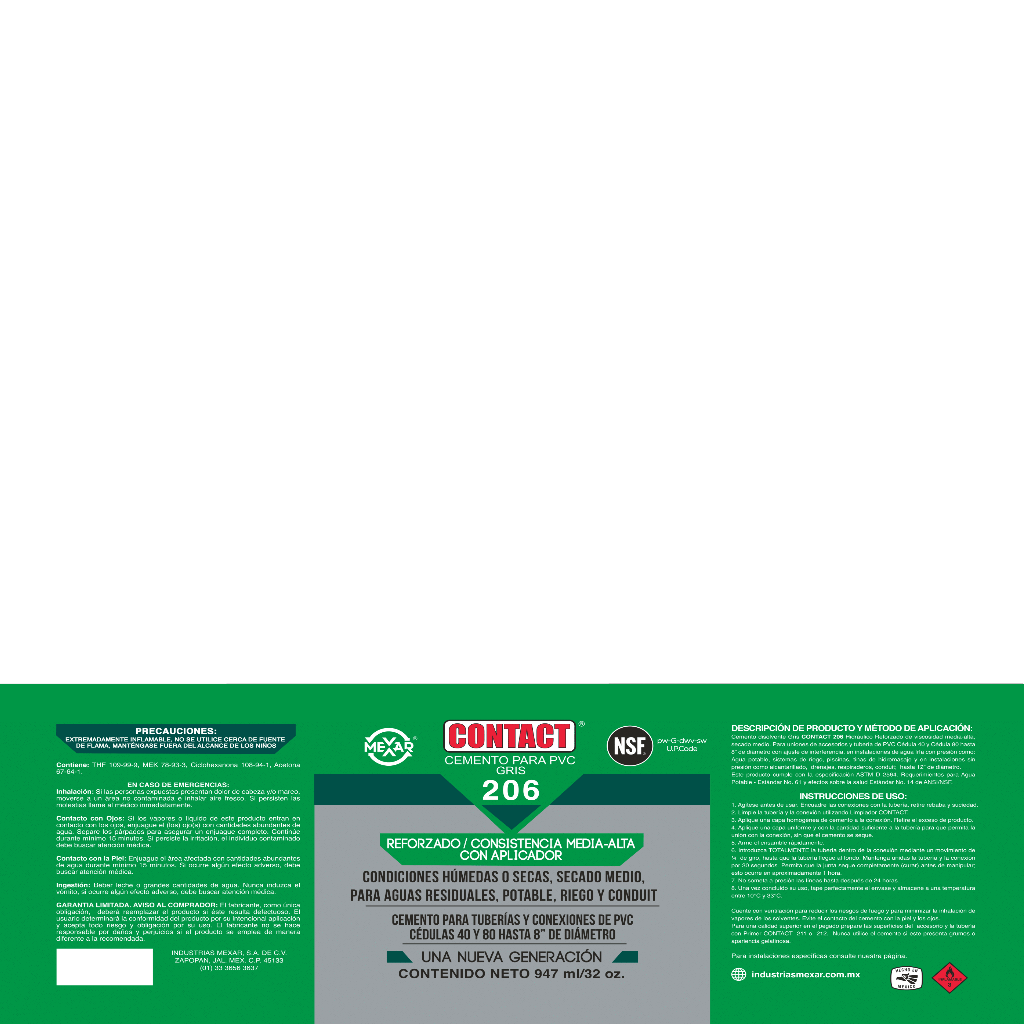 PRECAUCIONES:
EXTREMADAMENTE INFLAMABLE, NO SE UTILICE CERCA DE FUENTE
DE FLAMA, MANTÉNGASE FUERA DEL ALCANCE DE LOS NIÑOS
Contiene: THF 109-99-9, MEK 78-93-3, Ciclohexanona 108-94-1, Acetona
67-64-1.
EN CASO DE EMERGENCIAS:
Inhalación: Si las personas expuestas presentan dolor de cabeza y/o mareo,
moverse a un área no contaminada e inhalar aire fresco. Si persisten las
molestias llame al médico inmediatamente.
Contacto con Ojos: Si los vapores o líquido de este producto entran en
contacto con los ojos, enjuague el (los) ojo(s) con cantidades abundantes de
agua. Separe los párpados para asegurar un enjuague completo. Continúe
durante mínimo 15 minutos. Si persiste la irritación, el individuo contaminado
debe buscar atención médica.
Contacto con la Piel: Enjuague el área afectada con cantidades abundantes
de agua durante mínimo 15 minutos. Si ocurre algún efecto adverso, debe
buscar atención médica.
Ingestión: Beber leche o grandes cantidades de agua. Nunca induzca el
vómito, si ocurre algún efecto adverso, debe buscar atención médica.
GARANTIA LIMITADA. AVISO AL COMPRADOR: El fabricante, como única
obligación, deberá reemplazar el producto si éste resulta defectuoso. El
usuario determinará la conformidad del producto por su intencional aplicación
y acepta todo riesgo y obligación por su uso. El fabricante no se hace
responsable por daños y perjuicios si el producto se emplea de manera
diferente a la recomendada.
INDUSTRIAS MEXAR, S.A. DE C.V.
ZAPOPAN, JAL. MEX. C.P. 45133
(01) 33 3656 3637
MEXAR
CONTACT ®
CEMENTO PARA PVC
GRIS
206
NSF
pw-G-dwv-sw
U.P.Code
REFORZADO / CONSISTENCIA MEDIA-ALTA
CON APLICADOR
CONDICIONES HÚMEDAS O SECAS, SECADO MEDIO,
PARA AGUAS RESIDUALES, POTABLE, RIEGO Y CONDUIT
CEMENTO PARA TUBERÍAS Y CONEXIONES DE PVC
CÉDULAS 40 Y 80 HASTA 8" DE DIÁMETRO
UNA NUEVA GENERACIÓN
CONTENIDO NETO 947 ml/32 oz.
DESCRIPCIÓN DE PRODUCTO Y MÉTODO DE APLICACIÓN:
Cemento disolvente Gris CONTACT 206 Hidráulico Reforzado de viscosidad media alta,
secado medio. Para uniones de accesorios y tubería de PVC Cédula 40 y Cédula 80 hasta
8" de diámetro con ajuste de interferencia, en instalaciones de agua fría con presión como:
Agua potable, sistemas de riego, piscinas, tinas de hidromasaje y en instalaciones sin
presión como alcantarillado, drenajes, respiraderos, conduit, hasta 12" de diámetro.
Este producto cumple con la especificación ASTM D 2564, Requerimientos para Agua
Potable - Estándar No. 61 y efectos sobre la salud Estándar No. 14 de ANSI/NSF.
INSTRUCCIONES DE USO:
1. Agítese antes de usar. Encuadre las conexiones con la tubería, retire rebaba y suciedad.
2. Limpie la tubería y la conexión utilizando Limpiador CONTACT.
3. Aplique una capa homogénea de cemento a la conexión. Retire el exceso de producto.
4. Aplique una capa uniforme y con la cantidad suficiente a la tubería para que permita la
unión con la conexión, sin que el cemento se seque.
5. Arme el ensamble rápidamente.
6. Introduzca TOTALMENTE la tubería dentro de la conexión mediante un movimiento de
¼ de giro, hasta que la tubería llegue al fondo. Mantenga unidas la tubería y la conexión
por 30 segundos. Permita que la junta seque completamente (curar) antes de manipular;
esto ocurre en aproximadamente 1 hora.
7. No someta a presión las líneas hasta después de 24 horas.
8. Una vez concluido su uso, tape perfectamente el envase y almacene a una temperatura
entre 10°C y 33°C.
Cuente con ventilación para reducir los riesgos de fuego y para minimizar la inhalación de
vapores de los solventes. Evite el contacto del cemento con la piel y los ojos.
Para una calidad superior en el pegado prepare las superficies del accesorio y la tubería
con Primer CONTACT 211 o 212. Nunca utilice el cemento si este presenta grumos o
apariencia gelatinosa.
Para instalaciones específicas consulte nuestra página.
industriasmexar.com.mx
HECHO EN
MÉXICO